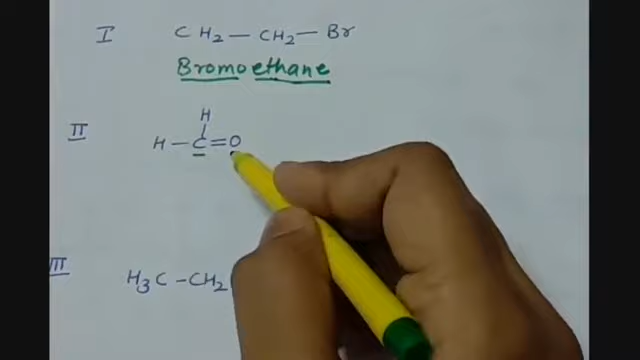 I CH2 — CH2 — Br
Bromoethane
II
H
H — C = O
III H3C — CH2